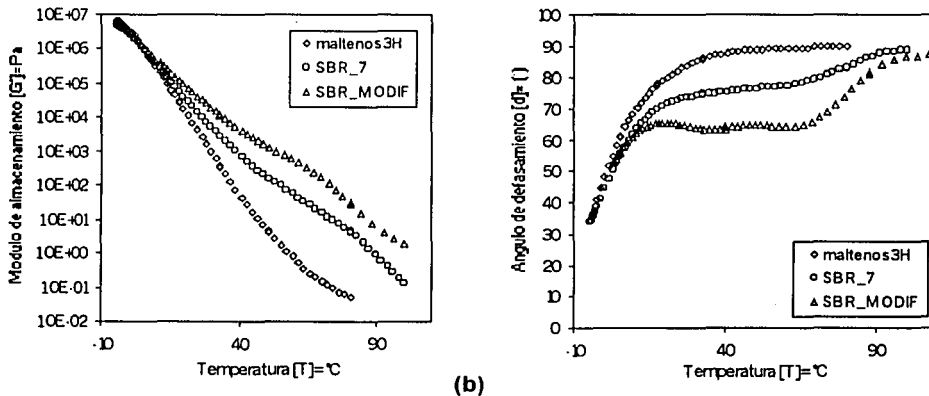 10E+07
10E+06
10E+05
10E+04
10E+03
10E+02
10E+01
10E+00
10E-01
10E-02
Módulo de almacenamiento [G']=Pa
-10
40
90
Temperatura [T]=°C
maltenos3H
SBR_7
SBR_MODIF
(b)
100
90
80
70
60
50
40
30
20
10
0
Angulo de defasamiento [d]=(°)
-10
40
90
Temperatura [T]=°C
maltenos3H
SBR_7
SBR_MODIF